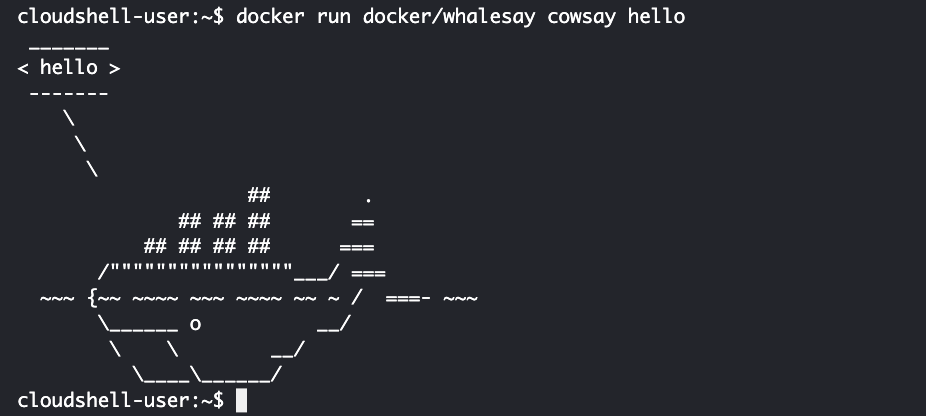 cloudshell-user:~$ docker run docker/whalesay cowsay hello
 _______
< hello >
 -------
    \
     \
      \
                    ##        .
              ## ## ##       ==
           ## ## ## ##      ===
       /""""""""""""""""___/ ===
  ~~~ {~~ ~~~~ ~~~ ~~~~ ~~ ~ /  ===- ~~~
       \______ o          __/
        \    \        __/
          \____\______/
cloudshell-user:~$